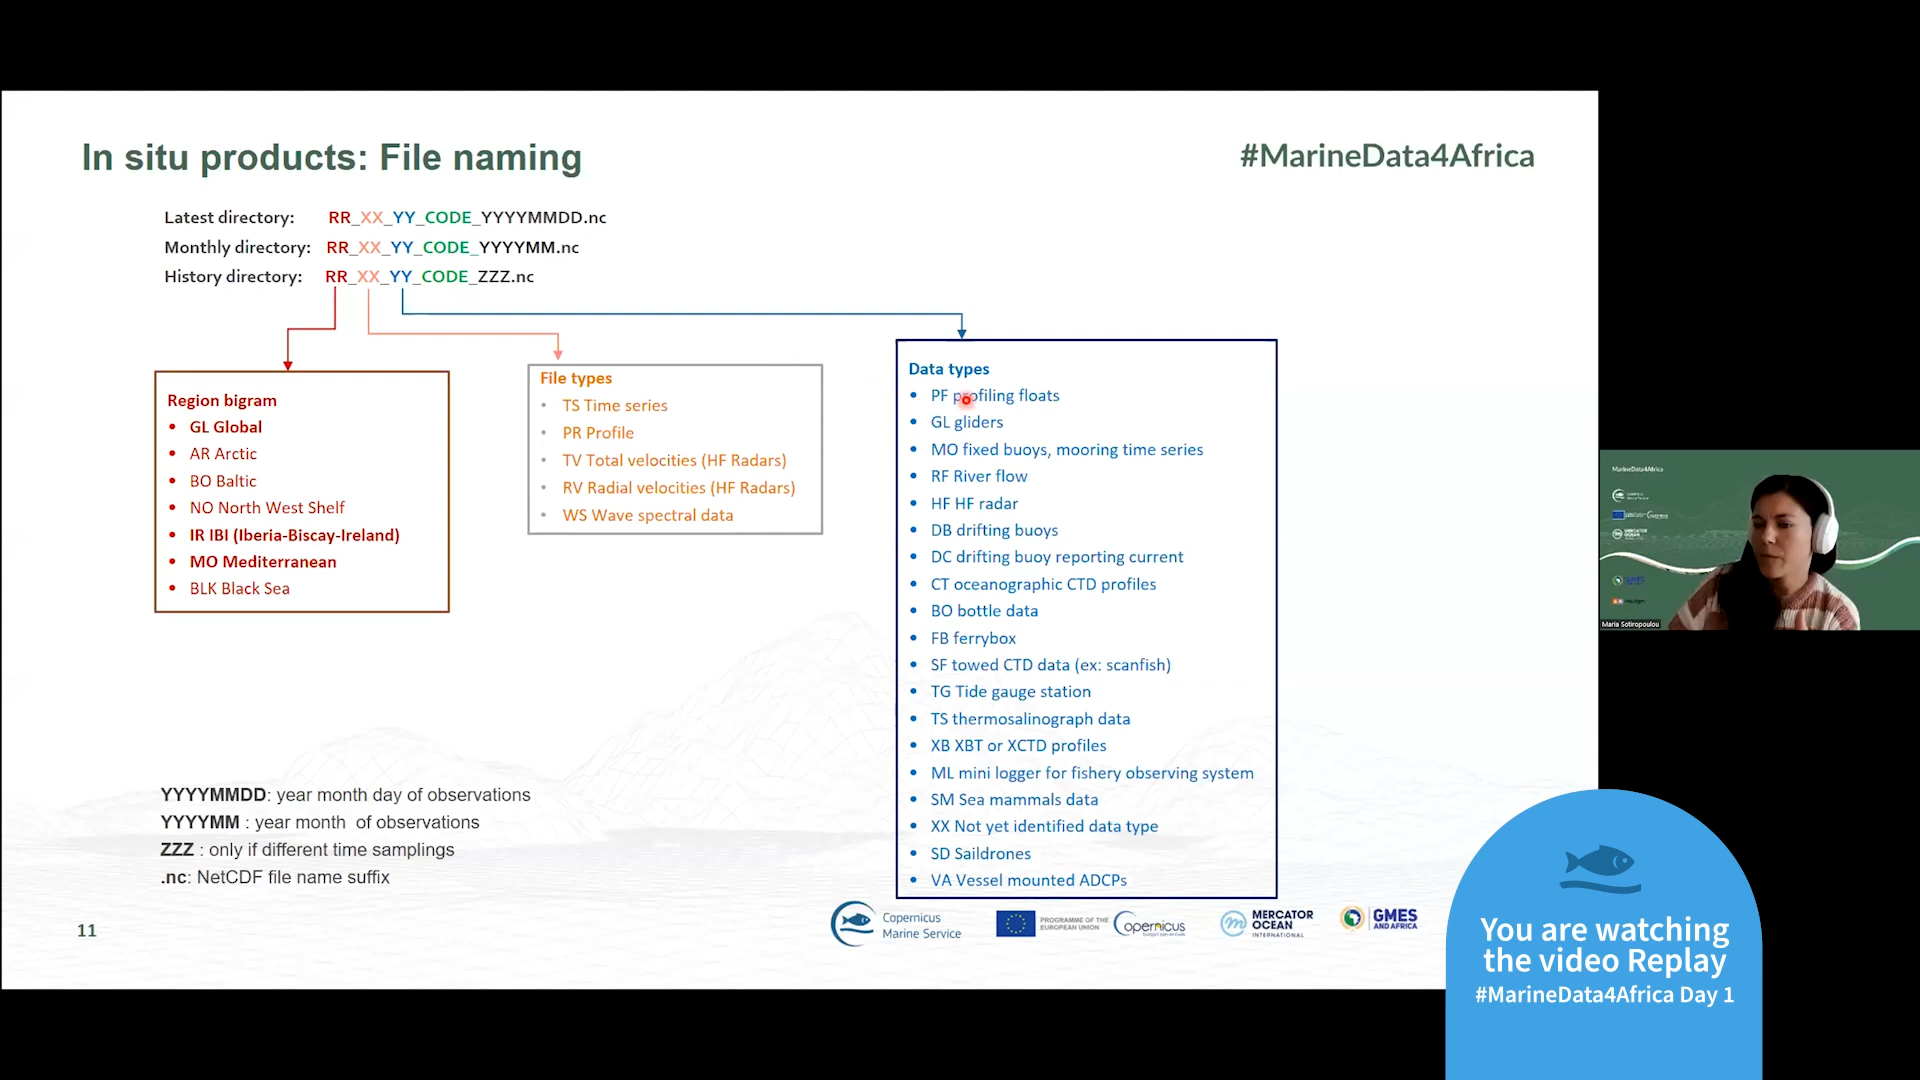 In situ products: File naming
#MarineData4Africa
Latest directory: RR_XX_YY_CODE_YYYYMMDD.nc
Monthly directory: RR_XX_YY_CODE_YYYYMM.nc
History directory: RR_XX_YY_CODE_ZZZ.nc
Region bigram
• GL Global
• AR Arctic
• BO Baltic
• NO North West Shelf
• IR IBI (Iberia-Biscay-Ireland)
• MO Mediterranean
• BLK Black Sea
File types
• TS Time series
• PR Profile
• TV Total velocities (HF Radars)
• RV Radial velocities (HF Radars)
• WS Wave spectral data
Data types
• PF profiling floats
• GL gliders
• MO fixed buoys, mooring time series
• RF River flow
• HF HF radar
• DB drifting buoys
• DC drifting buoy reporting current
• CT oceanographic CTD profiles
• BO bottle data
• FB ferrybox
• SF towed CTD data (ex: scanfish)
• TG Tide gauge station
• TS thermosalinograph data
• XB XBT or XCTD profiles
• ML mini logger for fishery observing system
• SM Sea mammals data
• XX Not yet identified data type
• SD Saildrones
• VA Vessel mounted ADCPs
YYYYMMDD: year month day of observations
YYYYMM : year month of observations
ZZZ : only if different time samplings
.nc: NetCDF file name suffix
11
Copernicus
Marine Service
PROGRAMME OF THE
EUROPEAN UNION
opernicus
MERCATOR
OCEAN
INTERNATIONAL
GMES
AND AFRICA
MarineData4Africa
MERCATOR
OCEAN
GMES
Maria Sotiropoulou
You are watching
the video Replay
#MarineData4Africa Day 1